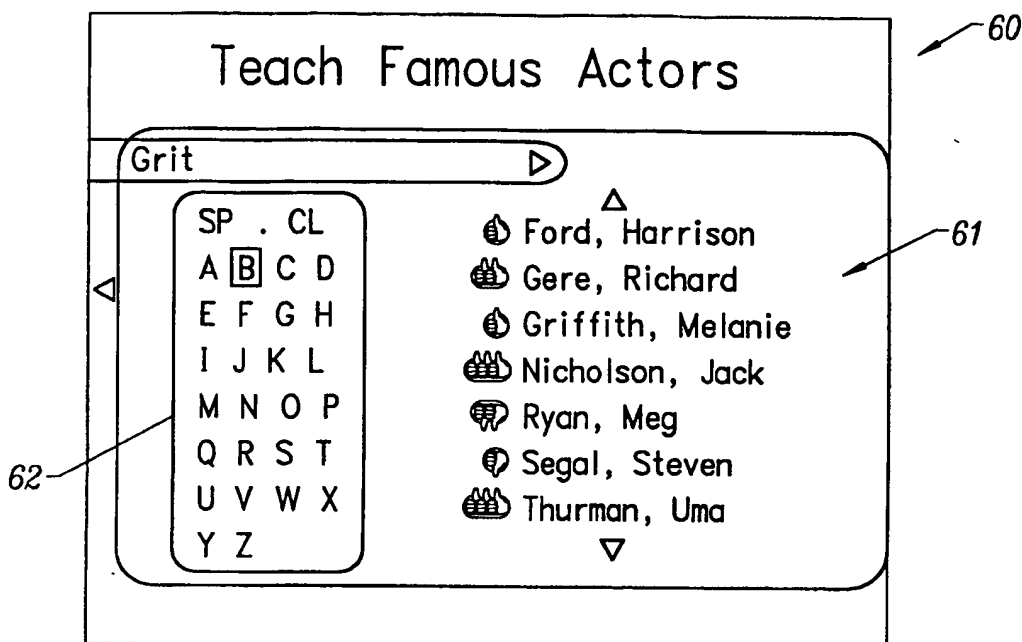 60
Teach Famous Actors
Grit
SP . CL
A B C D
E F G H
I J K L
M N O P
Q R S T
U V W X
Y Z
62
Ford, Harrison
Gere, Richard
Griffith, Melanie
Nicholson, Jack
Ryan, Meg
Segal, Steven
Thurman, Uma
61